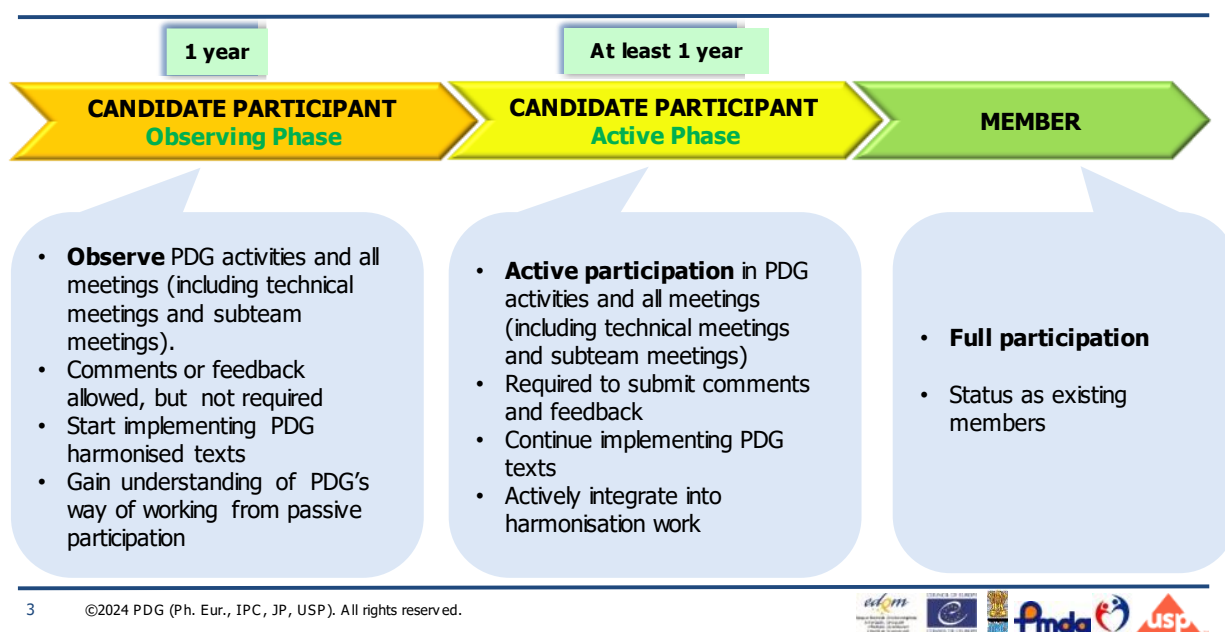 1 year
At least 1 year
CANDIDATE PARTICIPANT
Observing Phase
CANDIDATE PARTICIPANT
Active Phase
MEMBER
• Observe PDG activities and all
meetings (including technical
meetings and subteam
meetings).
• Comments or feedback
allowed, but not required
• Start implementing PDG
harmonised texts
• Gain understanding of PDG's
way of working from passive
participation
• Active participation in PDG
activities and all meetings
(including technical meetings
and subteam meetings)
• Required to submit comments
and feedback
• Continue implementing PDG
texts
• Actively integrate into
harmonisation work
• Full participation
• Status as existing
members
3
©2024 PDG (Ph. Eur., IPC, JP, USP). All rights reserved.
edqm
COUNCIL OF EUROPE
Pmda
usp